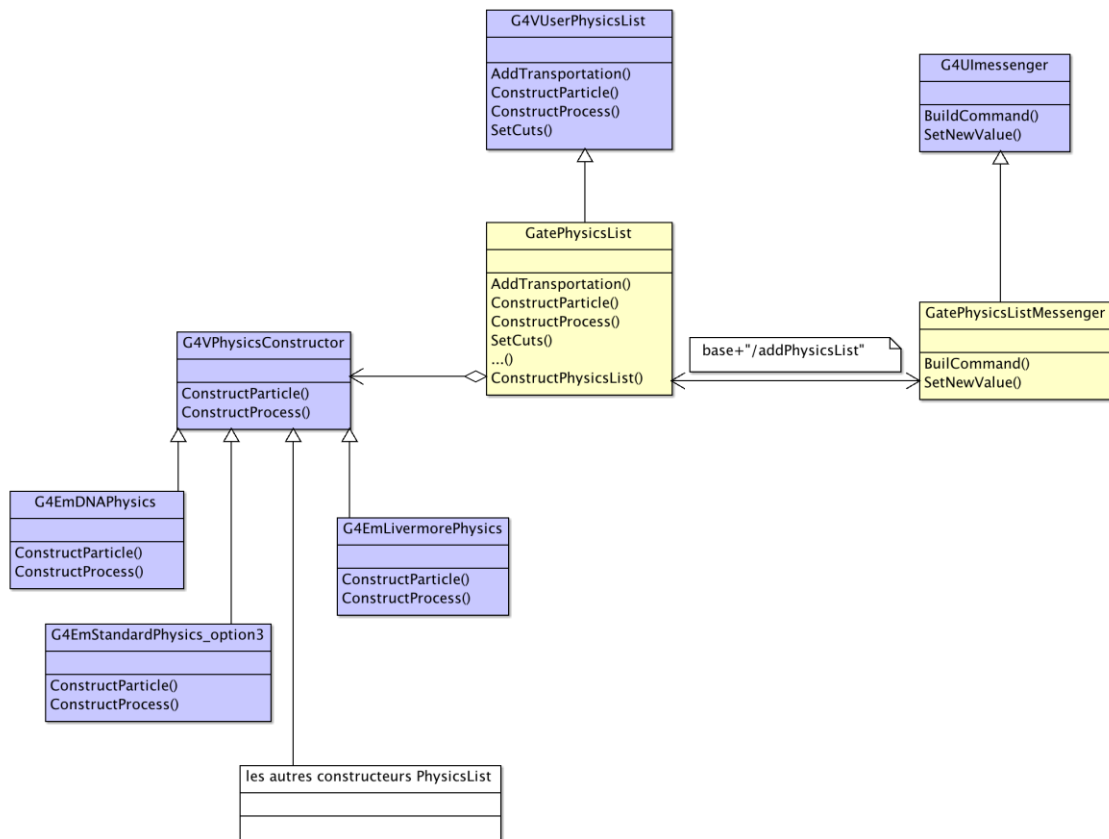 G4VUserPhysicsList
AddTransportation()
ConstructParticle()
ConstructProcess()
SetCuts()
G4UImessenger
BuildCommand()
SetNewValue()
GatePhysicsList
AddTransportation()
ConstructParticle()
ConstructProcess()
SetCuts()
...()
ConstructPhysicsList()
base+"/addPhysicsList"
GatePhysicsListMessenger
BuilCommand()
SetNewValue()
G4VPhysicsConstructor
ConstructParticle()
ConstructProcess()
G4EmDNAPhysics
ConstructParticle()
ConstructProcess()
G4EmLivermorePhysics
ConstructParticle()
ConstructProcess()
G4EmStandardPhysics_option3
ConstructParticle()
ConstructProcess()
les autres constructeurs PhysicsList